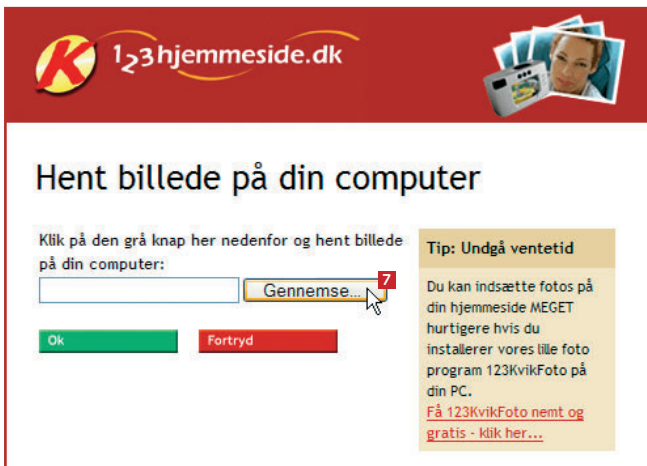 K 123hjemmeside.dk
Hent billede på din computer
Klik på den grå knap her nedenfor og hent billede
på din computer:
Gennemse... 7
Ok Fortryd
Tip: Undgå ventetid
Du kan indsætte fotos på
din hjemmeside MEGET
hurtigere hvis du
installerer vores lille foto
program 123KvikFoto på
din PC.
Få 123KvikFoto nemt og
gratis - klik her...